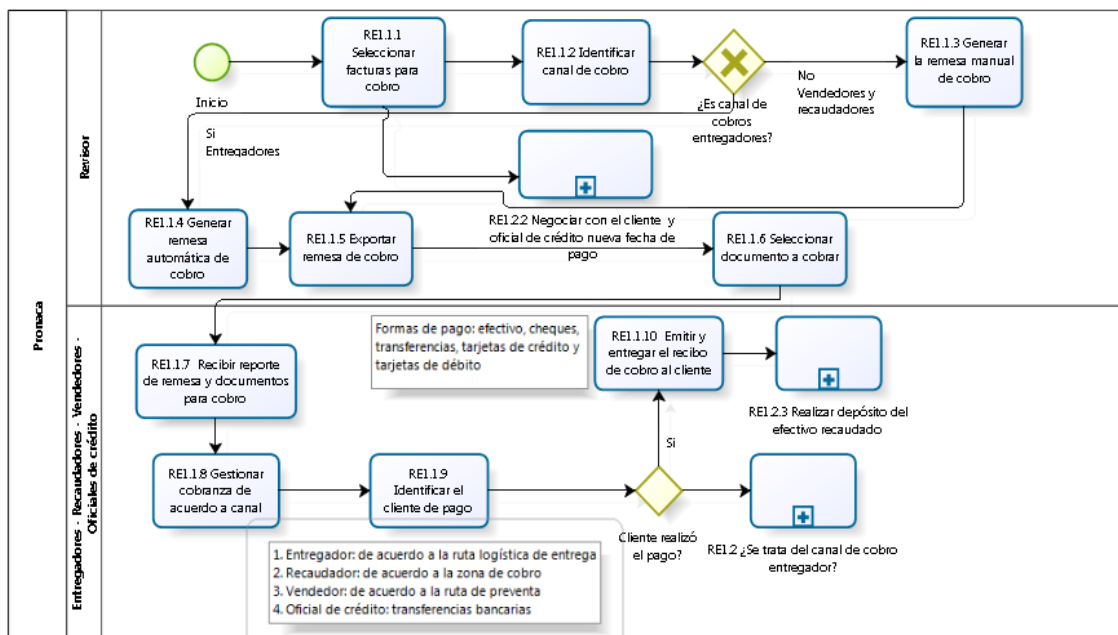 Pronaca
Revisor
RE1.1.1
Seleccionar
facturas para
cobro
RE1.1.2 Identificar
canal de cobro
RE1.1.3 Generar
la remesa manual
de cobro
Inicio
¿Es canal de
cobros
entregadores?
No
Vendedores y
recaudadores
Si
Entregadores
RE1.1.4 Generar
remesa
automática de
cobro
RE1.1.5 Exportar
remesa de cobro
RE1.2.2 Negociar con el cliente y
oficial de crédito nueva fecha de
pago
RE1.1.6 Seleccionar
documento a cobrar
Entregadores - Recaudadores - Vendedores -
Oficiales de crédito
RE1.1.7 Recibir reporte
de remesa y documentos
para cobro
Formas de pago: efectivo, cheques,
transferencias, tarjetas de crédito y
tarjetas de débito
RE1.1.10 Emitir y
entregar el recibo
de cobro al cliente
RE1.2.3 Realizar depósito del
efectivo recaudado
Si
RE1.1.8 Gestionar
cobranza de
acuerdo a canal
RE1.1.9
Identificar el
cliente de pago
Cliente realizó
el pago?
RE1.2 ¿Se trata del canal de cobro
entregador?
1. Entregador: de acuerdo a la ruta logística de entrega
2. Recaudador: de acuerdo a la zona de cobro
3. Vendedor: de acuerdo a la ruta de preventa
4. Oficial de crédito: transferencias bancarias